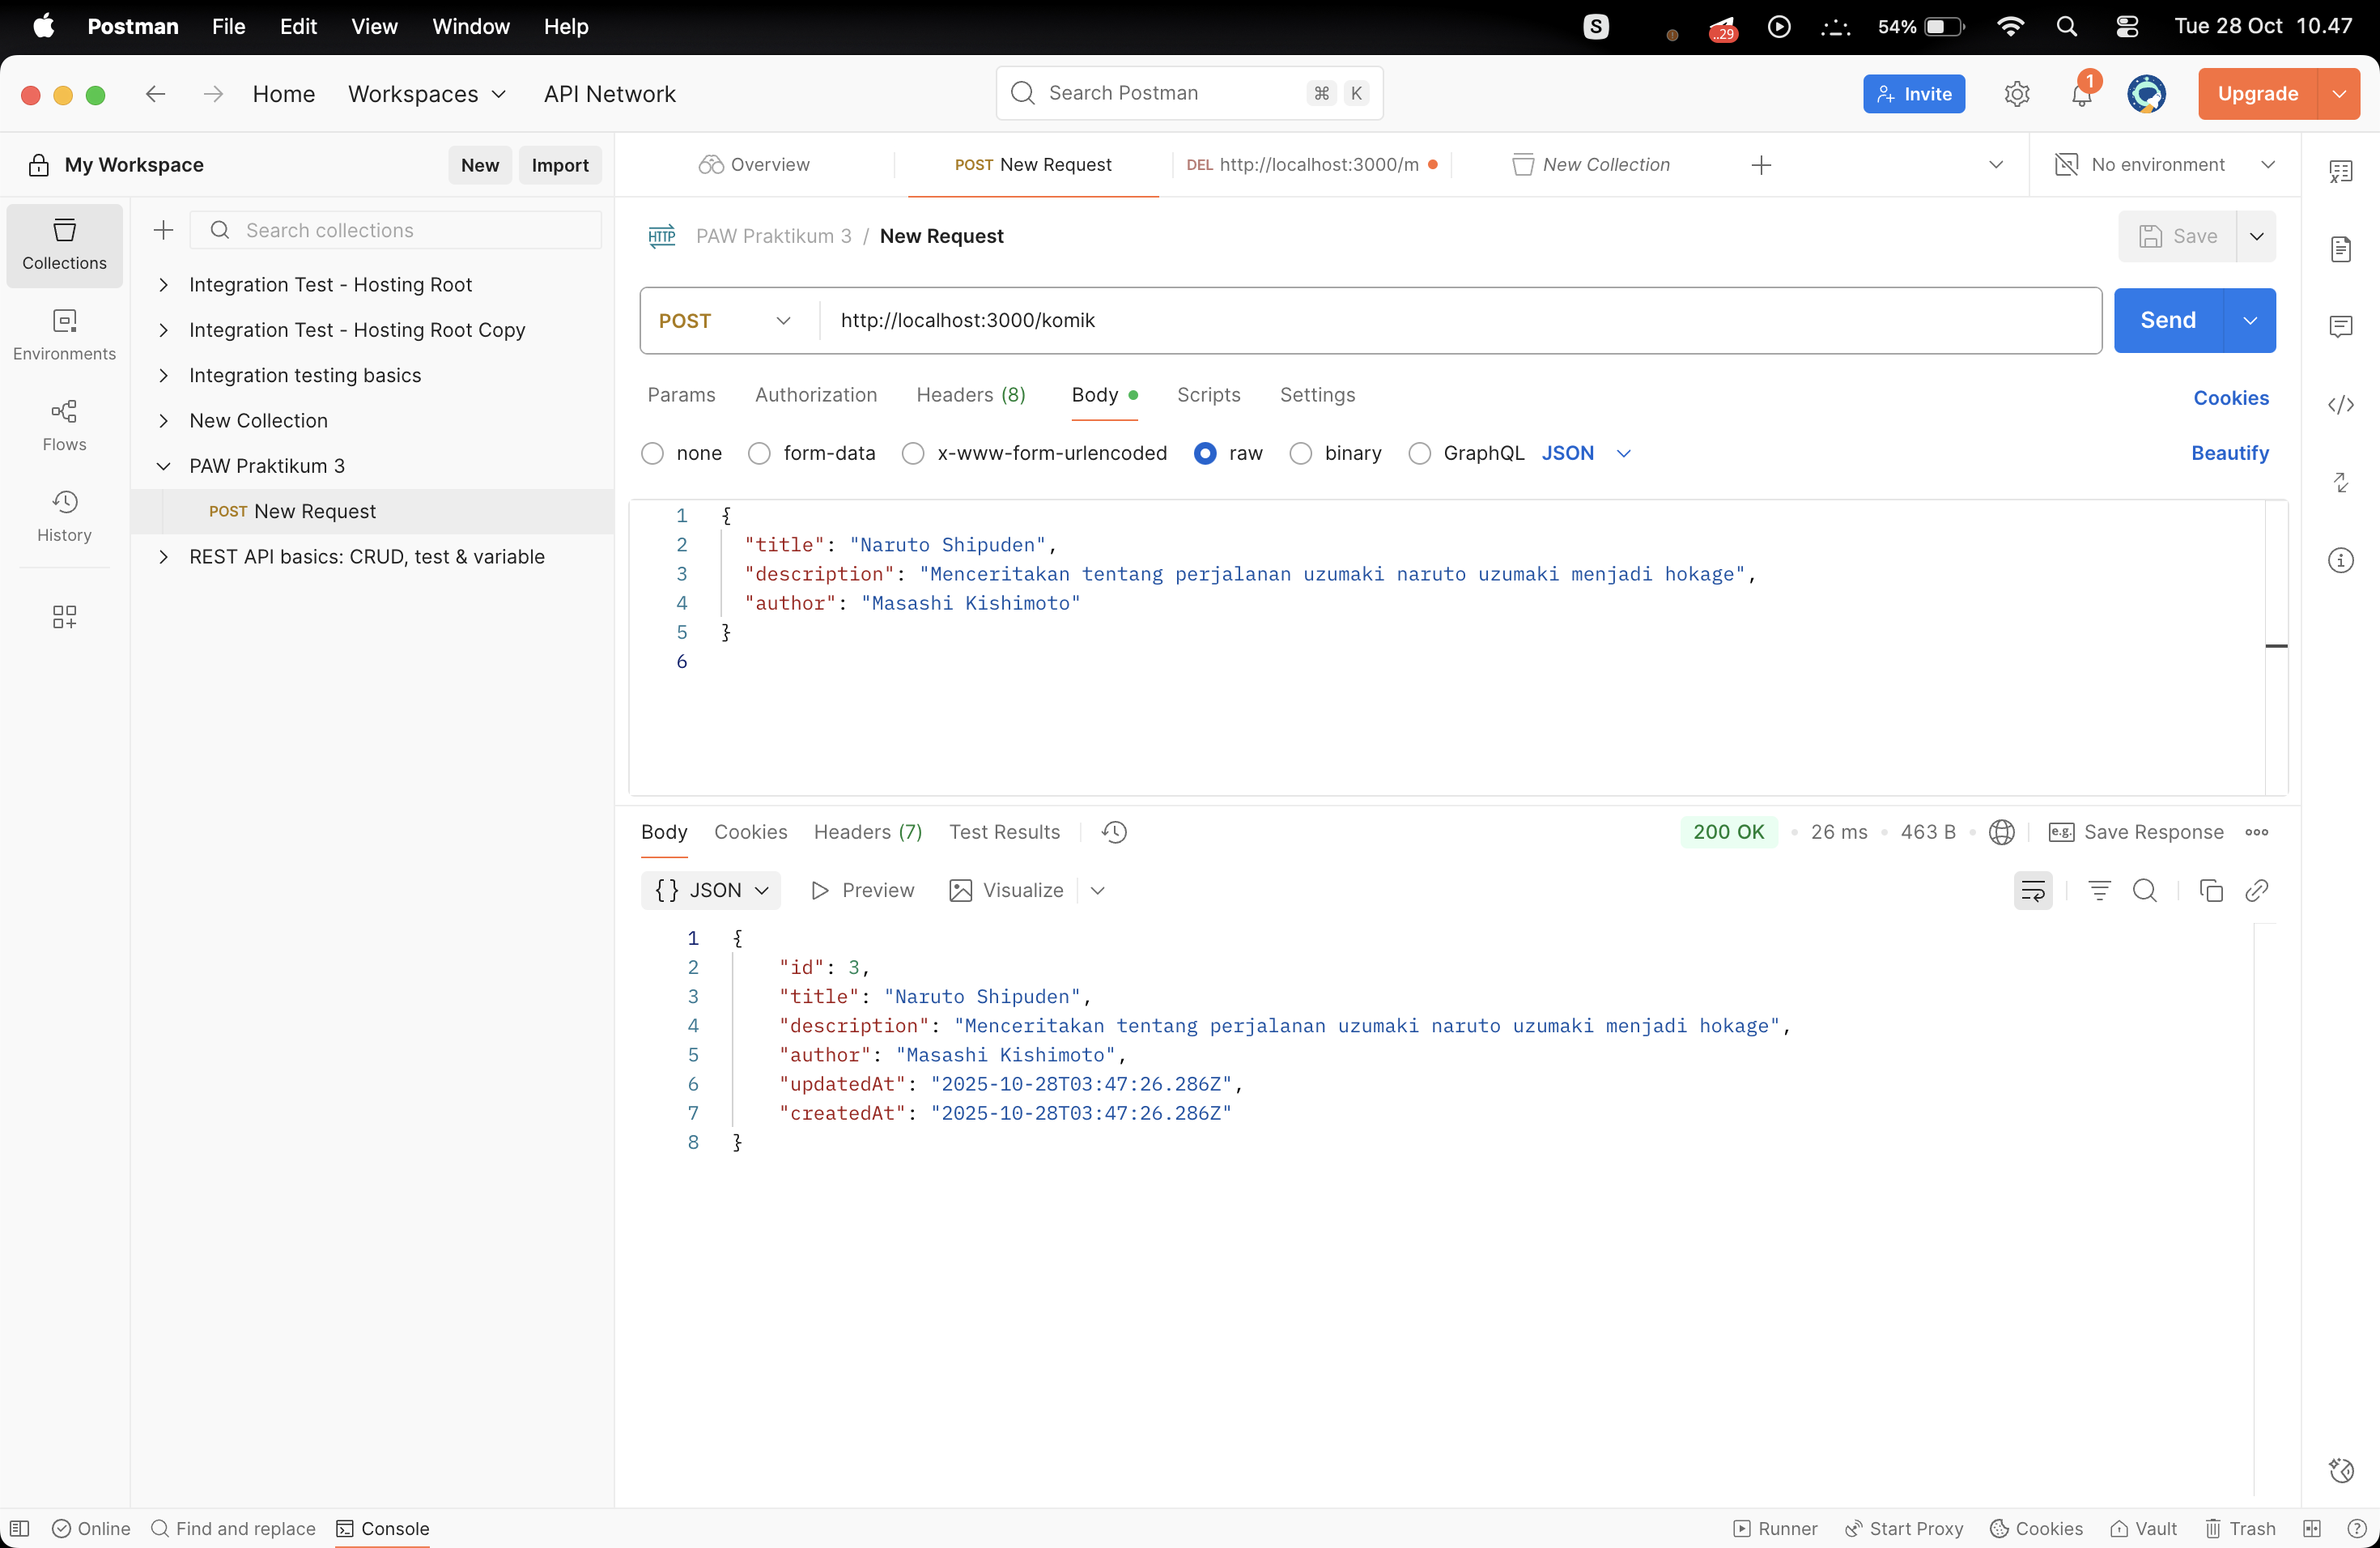 Postman File Edit View Window Help S ..29 54% Tue 28 Oct 10.47
Home Workspaces API Network Search Postman ⌘ K Invite 1 Upgrade
My Workspace New Import Overview POST New Request DEL http://localhost:3000/m New Collection No environment
Collections
Environments
Flows
History
Search collections
Integration Test - Hosting Root
Integration Test - Hosting Root Copy
Integration testing basics
New Collection
PAW Praktikum 3
POST New Request
REST API basics: CRUD, test & variable
HTTP PAW Praktikum 3 / New Request Save
POST http://localhost:3000/komik Send
Params Authorization Headers (8) Body Scripts Settings Cookies
none form-data x-www-form-urlencoded raw binary GraphQL JSON Beautify
1 {
2 "title": "Naruto Shipuden",
3 "description": "Menceritakan tentang perjalanan uzumaki naruto uzumaki menjadi hokage",
4 "author": "Masashi Kishimoto"
5 }
6
Body Cookies Headers (7) Test Results 200 OK 26 ms 463 B e.g. Save Response
{} JSON Preview Visualize
1 {
2 "id": 3,
3 "title": "Naruto Shipuden",
4 "description": "Menceritakan tentang perjalanan uzumaki naruto uzumaki menjadi hokage",
5 "author": "Masashi Kishimoto",
6 "updatedAt": "2025-10-28T03:47:26.286Z",
7 "createdAt": "2025-10-28T03:47:26.286Z"
8 }
Online Find and replace Console Runner Start Proxy Cookies Vault Trash